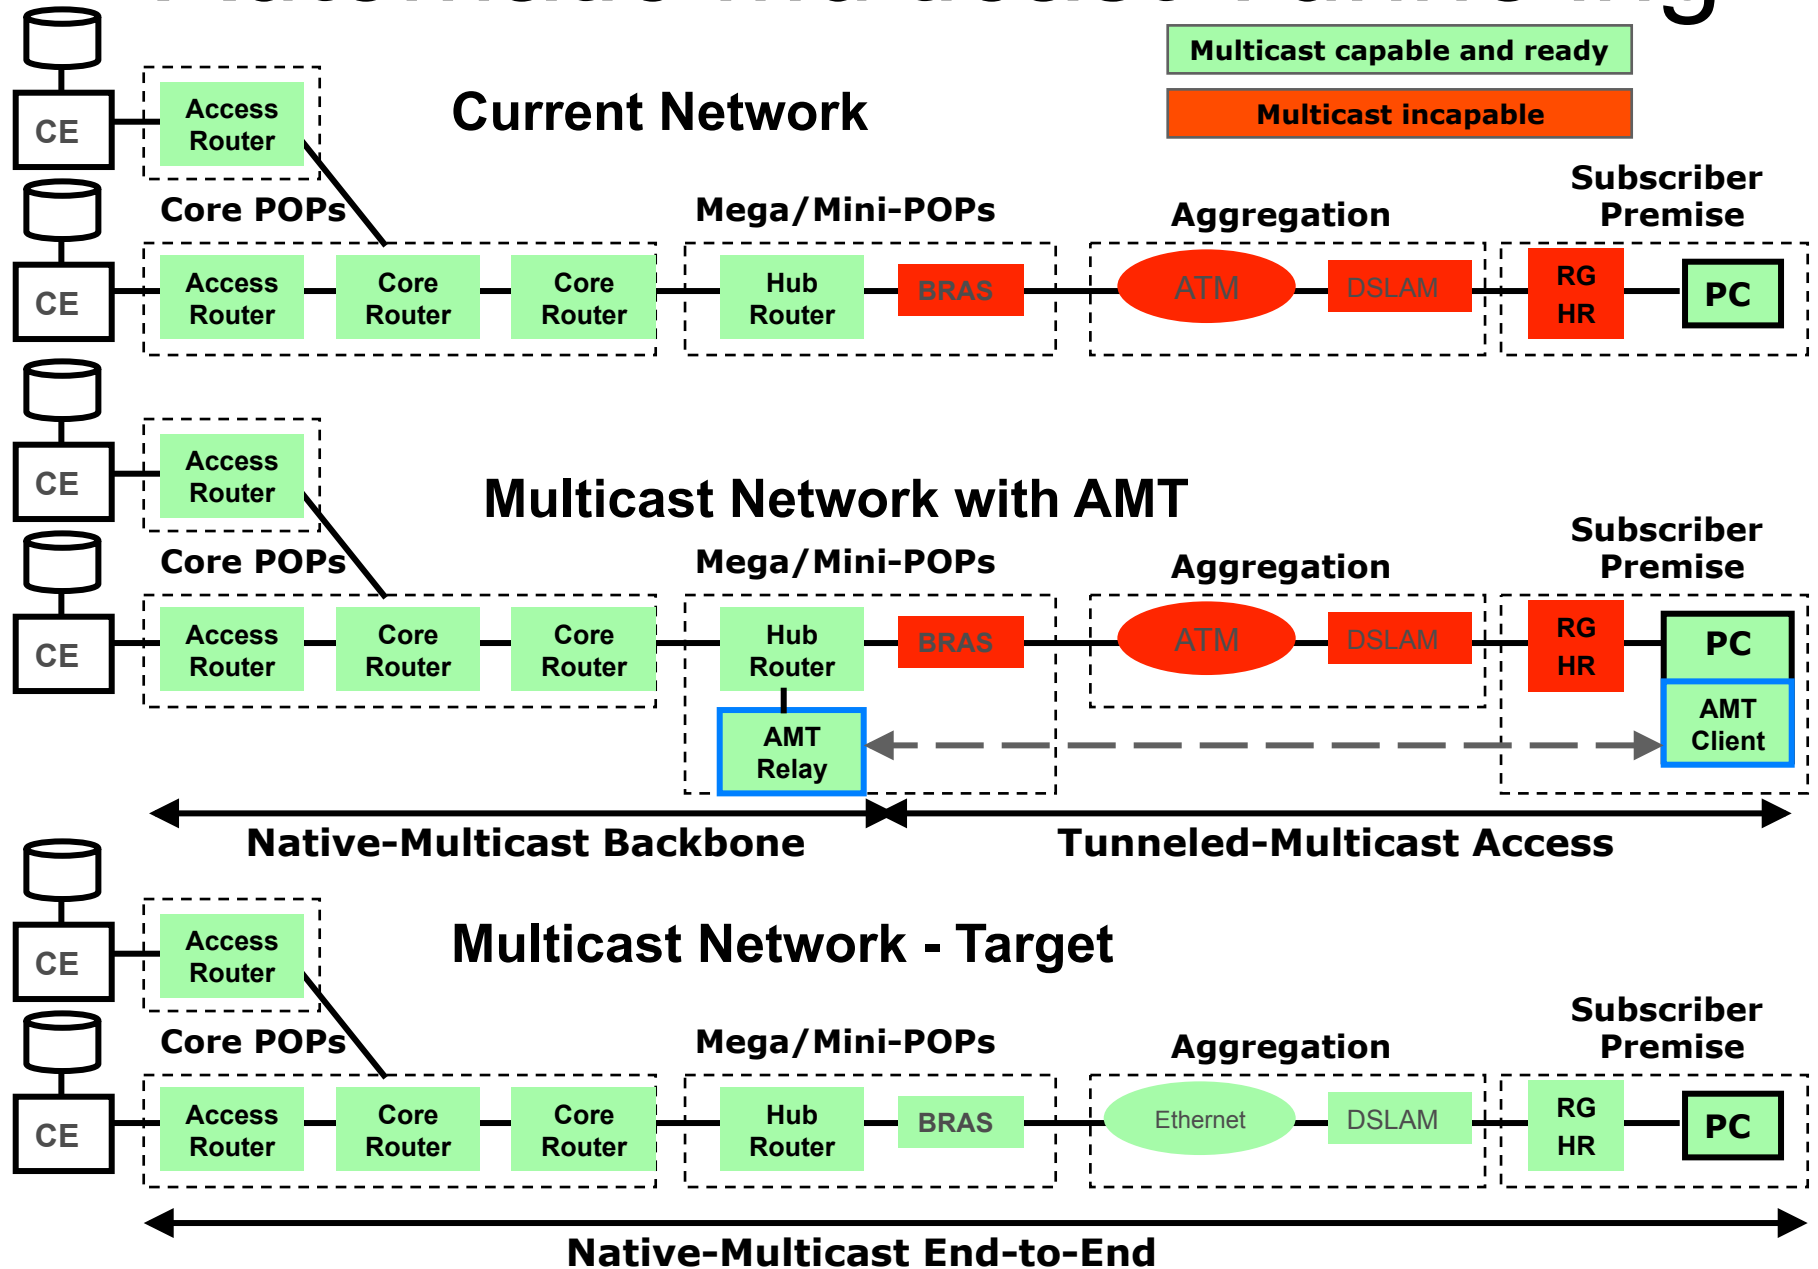 Automatic Multicast Tunneling
Multicast capable and ready
Multicast incapable
Current Network
CE
Access
Router
Core POPs
Mega/Mini-POPs
Aggregation
Subscriber
Premise
CE
Access
Router
Core
Router
Core
Router
Hub
Router
BRAS
ATM
DSLAM
RG
HR
PC
Multicast Network with AMT
CE
Access
Router
Core POPs
Mega/Mini-POPs
Aggregation
Subscriber
Premise
CE
Access
Router
Core
Router
Core
Router
Hub
Router
BRAS
ATM
DSLAM
RG
HR
PC
AMT
Relay
AMT
Client
Native-Multicast Backbone
Tunneled-Multicast Access
Multicast Network - Target
CE
Access
Router
Core POPs
Mega/Mini-POPs
Aggregation
Subscriber
Premise
CE
Access
Router
Core
Router
Core
Router
Hub
Router
BRAS
Ethernet
DSLAM
RG
HR
PC
Native-Multicast End-to-End